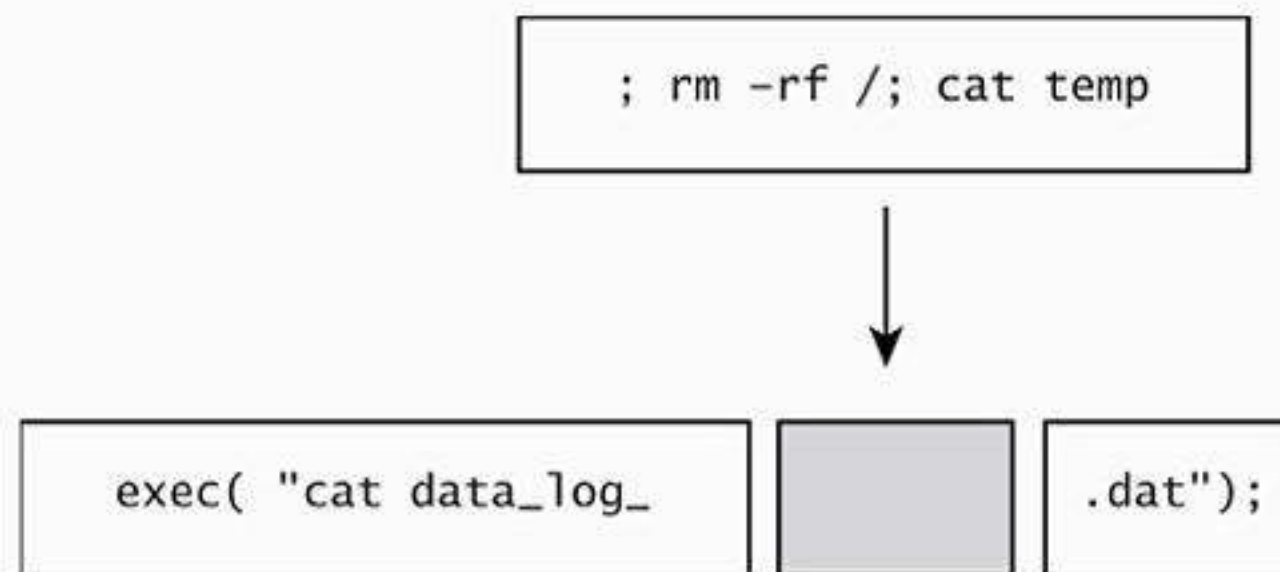 ; rm –rf /; cat temp
exec( "cat data_log_ .dat");